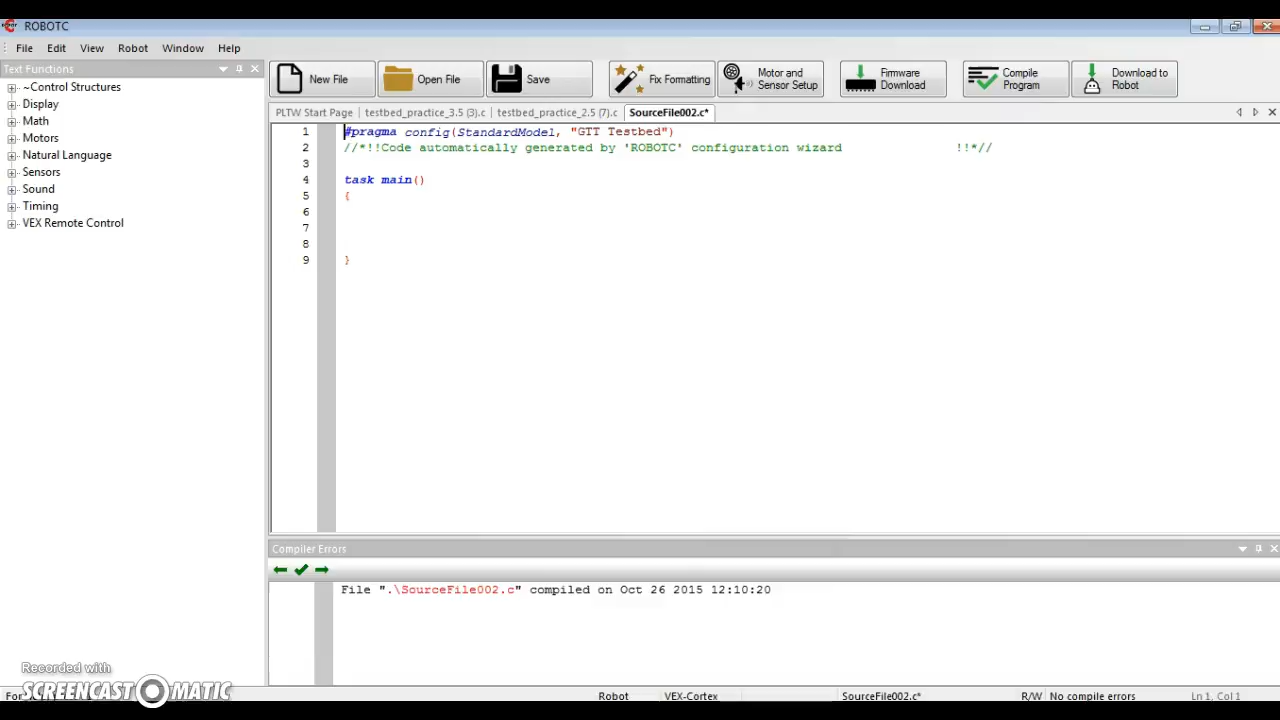 ROBOTC
File Edit View Robot Window Help
Text Functions
~Control Structures
Display
Math
Motors
Natural Language
Sensors
Sound
Timing
VEX Remote Control
New File
Open File
Save
Fix Formatting
Motor and
Sensor Setup
Firmware
Download
Compile
Program
Download to
Robot
PLTW Start Page testbed_practice_3.5 (3).c testbed_practice_2.5 (7).c SourceFile002.c*
1 #pragma config(StandardModel, "GTT Testbed")
2 //*!!Code automatically generated by 'ROBOTC' configuration wizard !!*//
3
4 task main()
5 {
6
7
8
9 }
Compiler Errors
File ".\SourceFile002.c" compiled on Oct 26 2015 12:10:20
Recorded with
SCREENCAST MATIC
Robot VEX-Cortex SourceFile002.c* R/W No compile errors Ln 1, Col 1